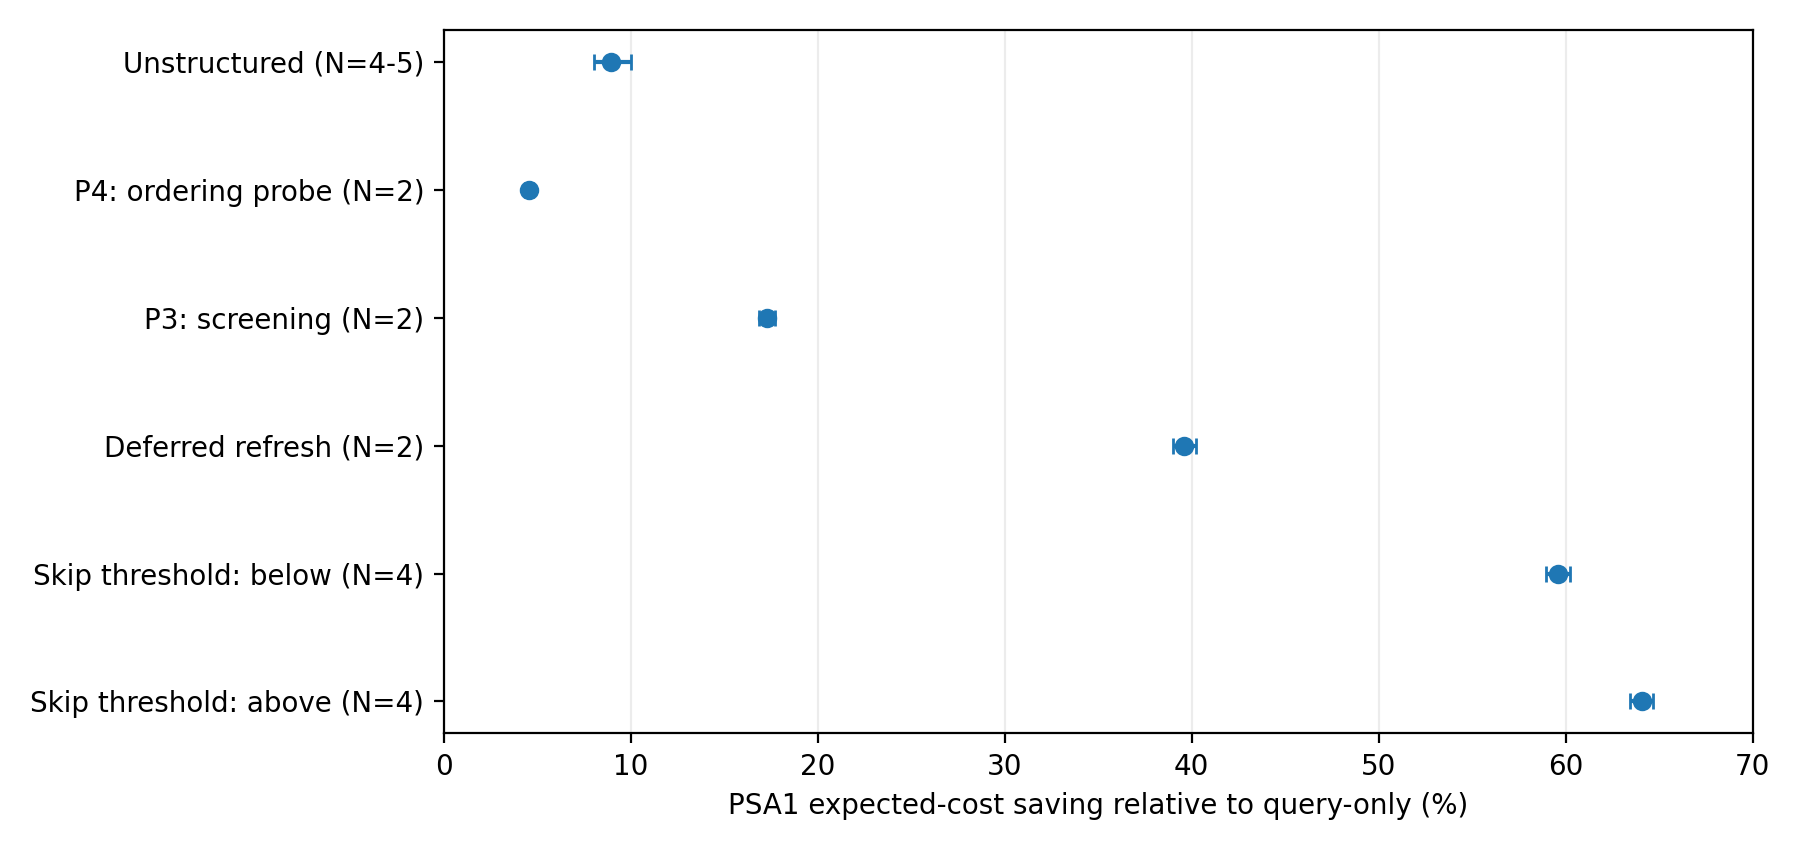 Unstructured (N=4-5)
P4: ordering probe (N=2)
P3: screening (N=2)
Deferred refresh (N=2)
Skip threshold: below (N=4)
Skip threshold: above (N=4)
0 10 20 30 40 50 60 70
PSA1 expected-cost saving relative to query-only (%)